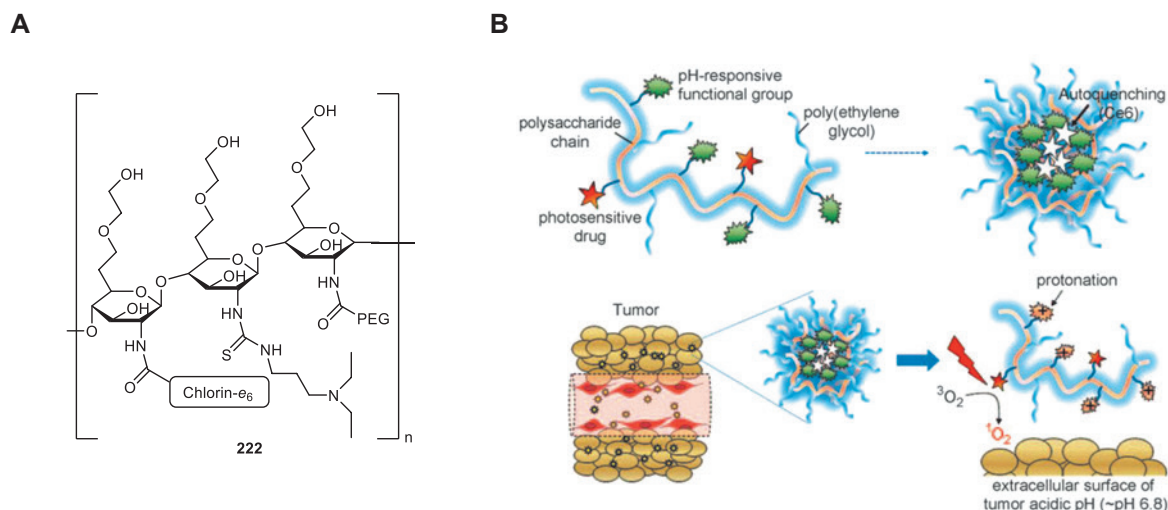 A
OH
OH
OH
O
O
O
O
O
O
O
O
O
OH
OH
OH
O
NH
O
NH
S
NH
NH
O
PEG
N
Chlorin-e6
222
n
B
pH-responsive
functional group
polysaccharide
chain
poly(ethylene
glycol)
photosensitive
drug
Autoquenching
(Ce6)
Tumor
protonation
+
+
+
+
³O₂
¹O₂
extracellular surface of
tumor acidic pH (~pH 6.8)